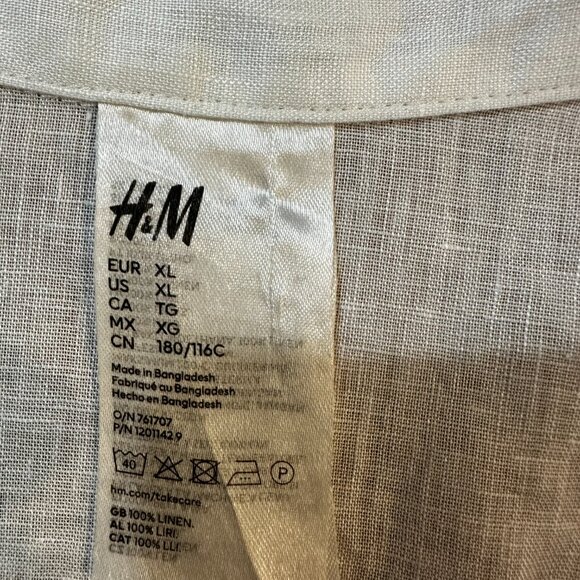 H&M
EUR XL
US XL
CA TG
MX XG
CN 180/116C
Made in Bangladesh
Fabriqué au Bangladesh
Hecho en Bangladesh
O/N 761707
P/N 1201142 9
40
P
hm.com/takecare
GB 100% LINEN.
AL 100% LIRI.
CAT 100% LLI.